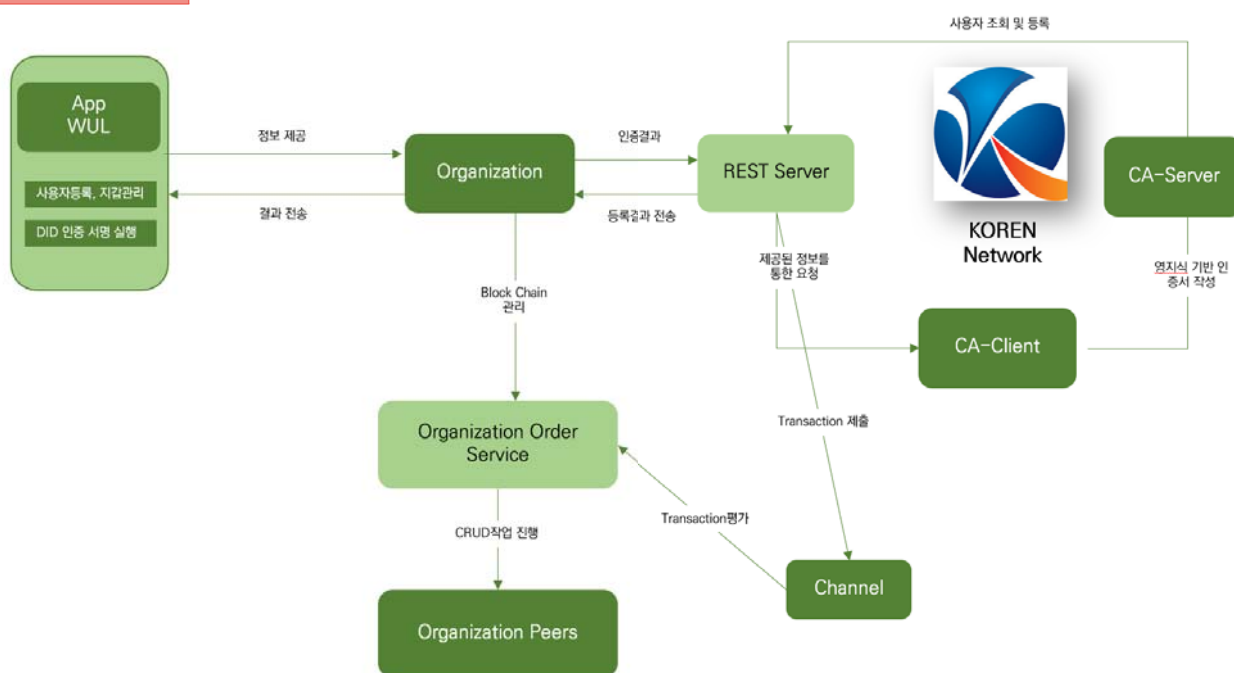 사용자 조회 및 등록
App
WUL
정보 제공
인증결과
Organization
REST Server
CA-Server
사용자등록, 지갑관리
결과 전송
등록결과 전송
DID 인증 서명 실행
KOREN
Network
제공된 정보를
통한 요청
영지식 기반 인
증서 작성
Block Chain
관리
CA-Client
Transaction 제출
Organization Order
Service
Transaction평가
CRUD작업 진행
Channel
Organization Peers